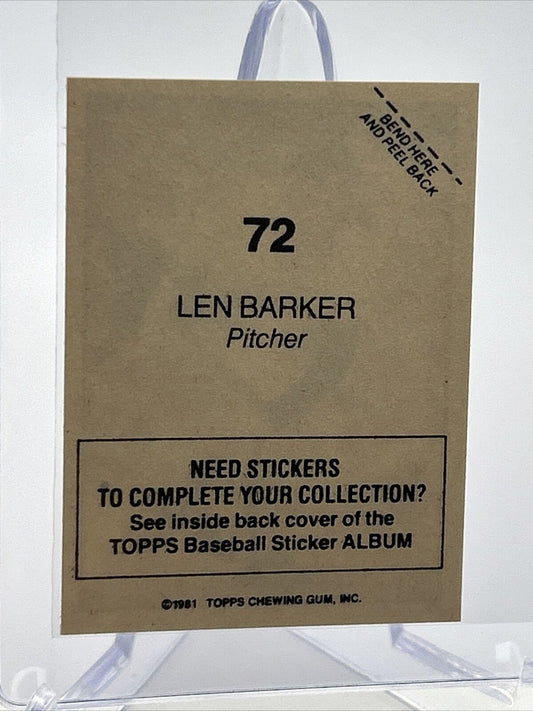 BEND HERE
AND PEEL BACK
72
LEN BARKER
Pitcher
NEED STICKERS
TO COMPLETE YOUR COLLECTION?
See inside back cover of the
TOPPS Baseball Sticker ALBUM
©1981 TOPPS CHEWING GUM, INC.